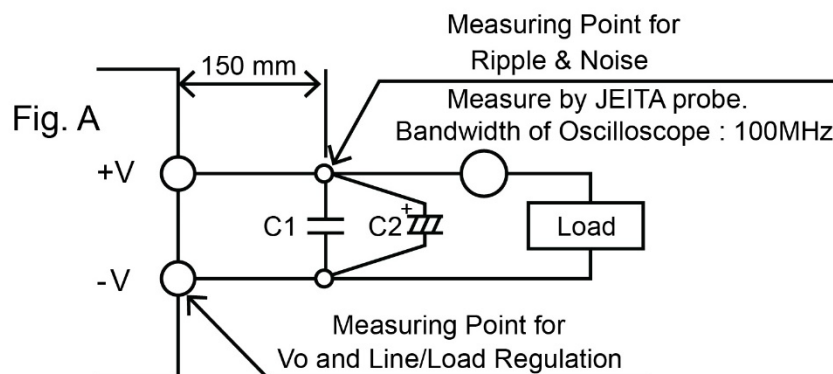 Measuring Point for
Ripple & Noise
150 mm
Measure by JEITA probe.
Fig. A
Bandwidth of Oscilloscope : 100MHz
+V
C1
C2
+
Load
-V
Measuring Point for
Vo and Line/Load Regulation